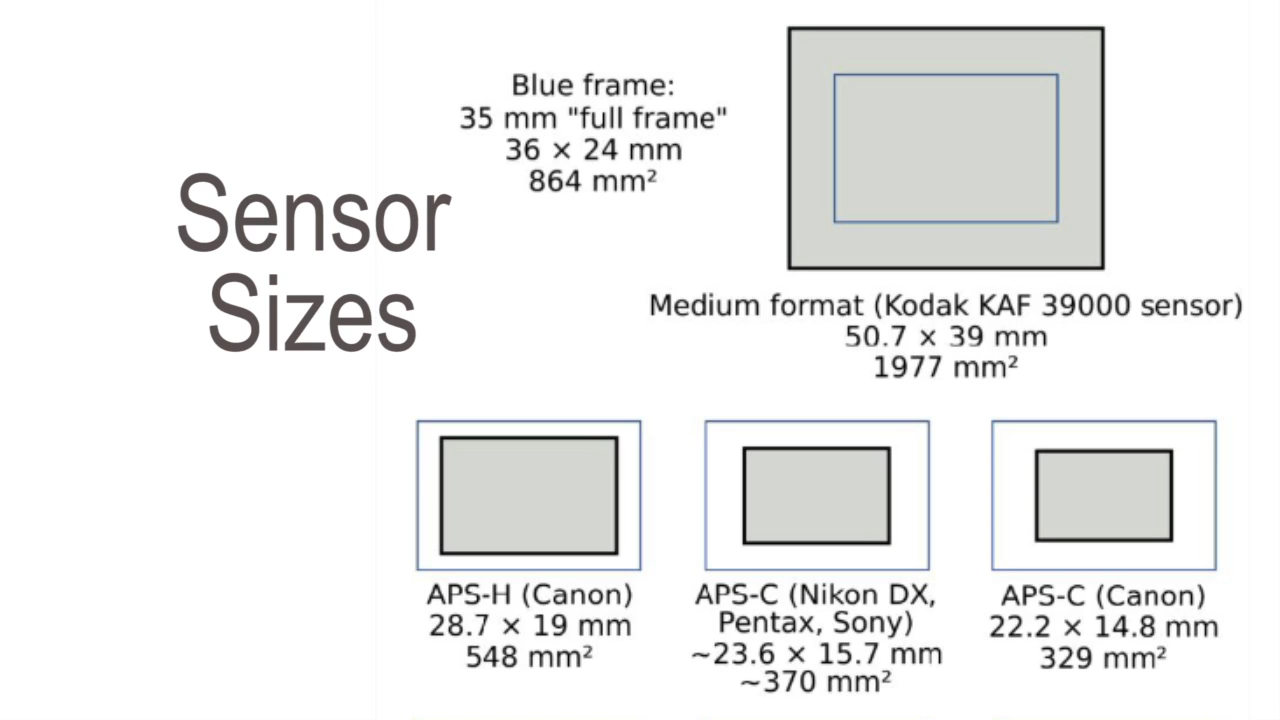 Sensor
Sizes
Blue frame:
35 mm "full frame"
36 × 24 mm
864 mm²
Medium format (Kodak KAF 39000 sensor)
50.7 × 39 mm
1977 mm²
APS-H (Canon)
28.7 × 19 mm
548 mm²
APS-C (Nikon DX,
Pentax, Sony)
~23.6 × 15.7 mm
~370 mm²
APS-C (Canon)
22.2 × 14.8 mm
329 mm²